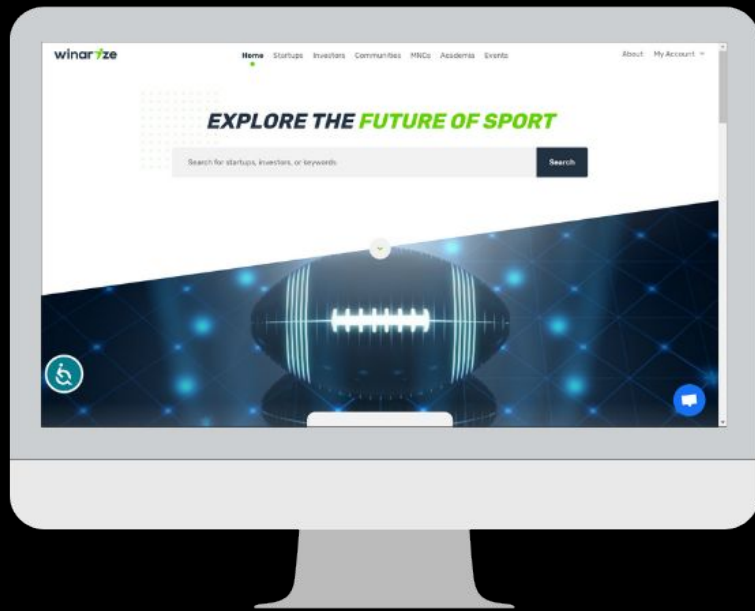 winaryze
Home Startups Investors Communities MNCs Academia Events
About My Account
EXPLORE THE FUTURE OF SPORT
Search for startups, investors, or keywords
Search